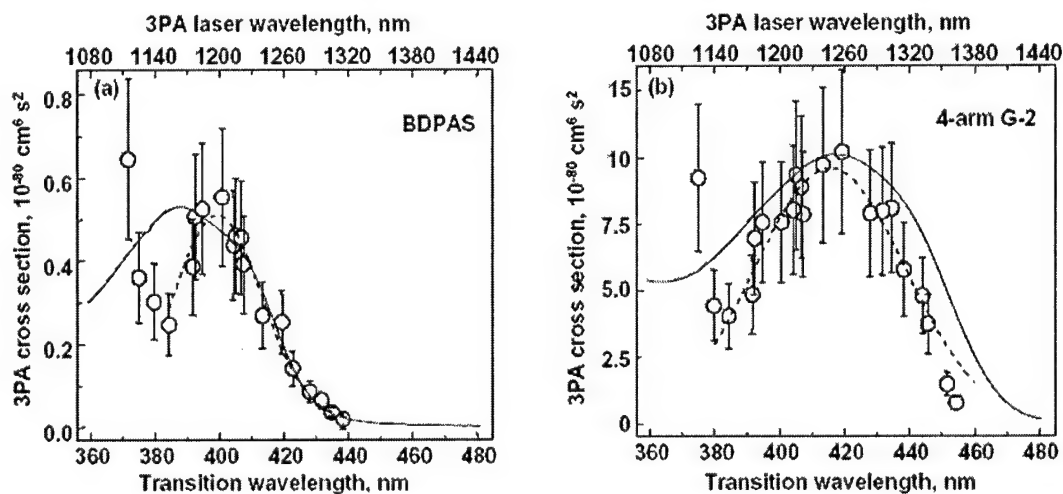 3PA laser wavelength, nm
1080 1140 1200 1260 1320 1380 1440
(a)
BDPAS
3PA cross section, 10⁻⁸⁰ cm⁶ s²
0.8
0.6
0.4
0.2
0.0
360 380 400 420 440 460 480
Transition wavelength, nm
3PA laser wavelength, nm
1080 1140 1200 1260 1320 1380 1440
(b)
4-arm G-2
3PA cross section, 10⁻⁸⁰ cm⁶ s²
15
10
7.5
5.0
2.5
0
360 380 400 420 440 460 480
Transition wavelength, nm